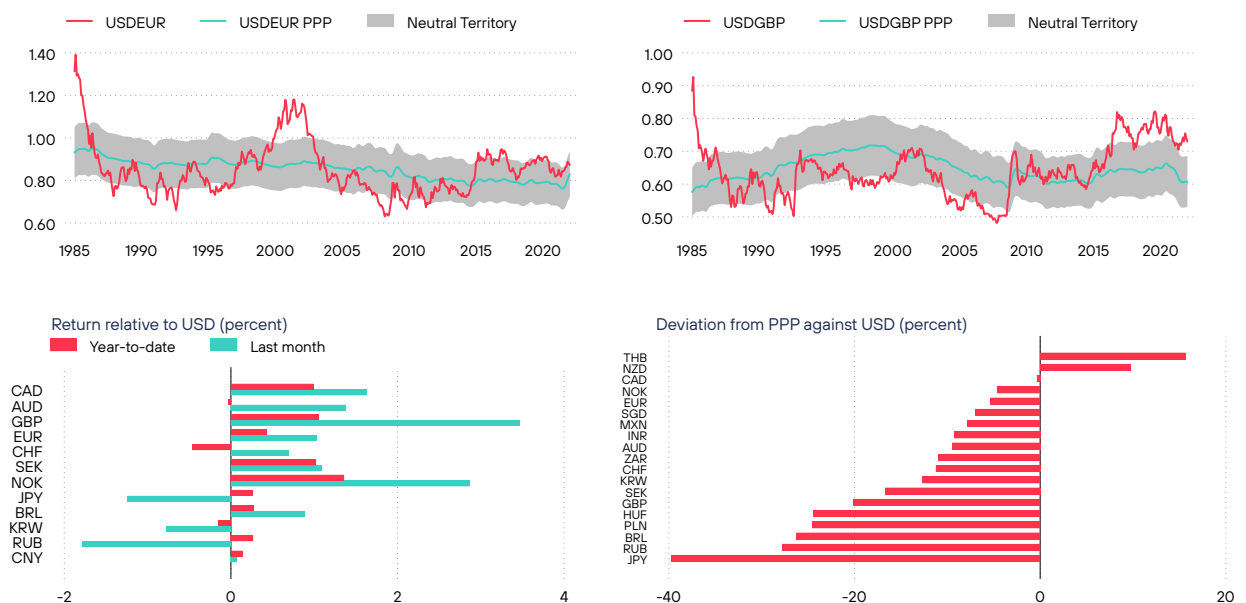 USDEUR USDEUR PPP Neutral Territory
1.40
1.20
1.00
0.80
0.60
1985 1990 1995 2000 2005 2010 2015 2020
USDGBP USDGBP PPP Neutral Territory
1.00
0.90
0.80
0.70
0.60
0.50
1985 1990 1995 2000 2005 2010 2015 2020
Return relative to USD (percent)
Year-to-date Last month
CAD
AUD
GBP
EUR
CHF
SEK
NOK
JPY
BRL
KRW
RUB
CNY
-2 0 2 4
Deviation from PPP against USD (percent)
THB
NZD
CAD
NOK
EUR
SGD
MXN
INR
AUD
ZAR
CHF
KRW
SEK
GBP
HUF
PLN
BRL
RUB
JPY
-40 -20 0 20